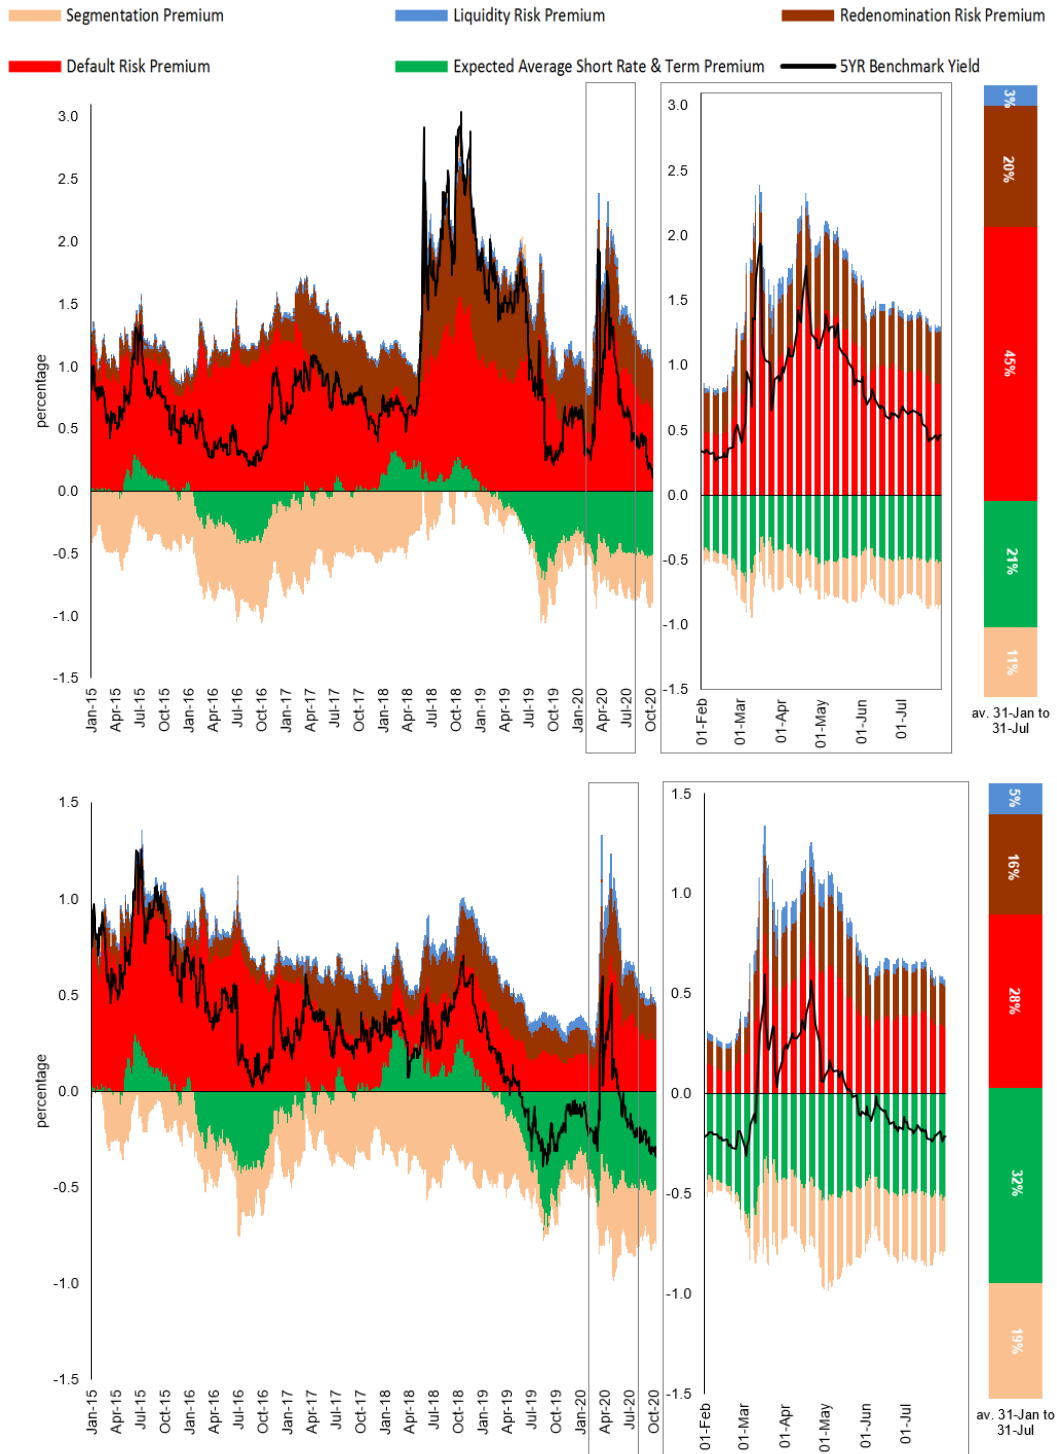 Segmentation Premium
Liquidity Risk Premium
Redenomination Risk Premium
Default Risk Premium
Expected Average Short Rate & Term Premium
5YR Benchmark Yield
percentage
3.0
2.5
2.0
1.5
1.0
0.5
0.0
-0.5
-1.0
-1.5
Jan-15
Apr-15
Jul-15
Oct-15
Jan-16
Apr-16
Jul-16
Oct-16
Jan-17
Apr-17
Jul-17
Oct-17
Jan-18
Apr-18
Jul-18
Oct-18
Jan-19
Apr-19
Jul-19
Oct-19
Jan-20
Apr-20
Jul-20
Oct-20
3.0
2.5
2.0
1.5
1.0
0.5
0.0
-0.5
-1.0
-1.5
01-Feb
01-Mar
01-Apr
01-May
01-Jun
01-Jul
3%
20%
45%
21%
11%
av. 31-Jan to
31-Jul
percentage
1.5
1.0
0.5
0.0
-0.5
-1.0
-1.5
Jan-15
Apr-15
Jul-15
Oct-15
Jan-16
Apr-16
Jul-16
Oct-16
Jan-17
Apr-17
Jul-17
Oct-17
Jan-18
Apr-18
Jul-18
Oct-18
Jan-19
Apr-19
Jul-19
Oct-19
Jan-20
Apr-20
Jul-20
Oct-20
1.5
1.0
0.5
0.0
-0.5
-1.0
-1.5
01-Feb
01-Mar
01-Apr
01-May
01-Jun
01-Jul
5%
16%
28%
32%
19%
av. 31-Jan to
31-Jul